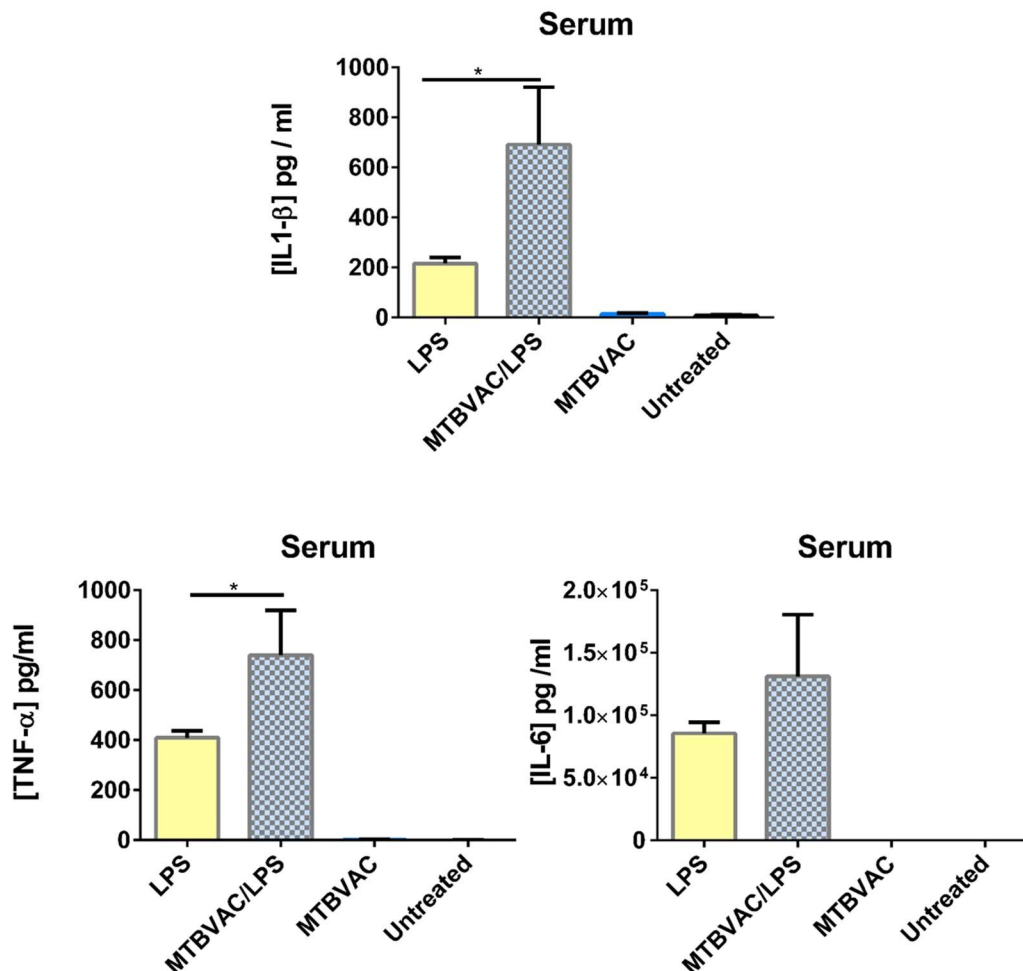 Serum
[IL1-β] pg / ml
1000
800
600
400
200
0
*
LPS
MTBVAC/LPS
MTBVAC
Untreated
Serum
[TNF-α] pg/ml
1000
800
600
400
200
0
*
LPS
MTBVAC/LPS
MTBVAC
Untreated
Serum
[IL-6] pg /ml
2.0×10⁵
1.5×10⁵
1.0×10⁵
5.0×10⁴
0
LPS
MTBVAC/LPS
MTBVAC
Untreated